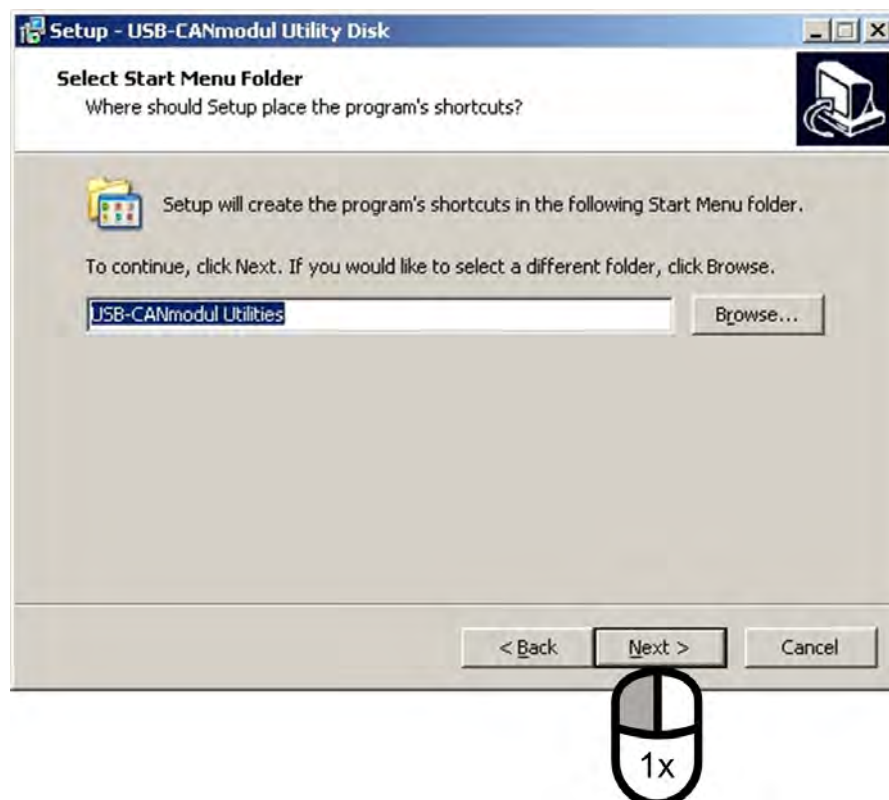 Setup - USB-CANmodul Utility Disk
Select Start Menu Folder
Where should Setup place the program's shortcuts?
Setup will create the program's shortcuts in the following Start Menu folder.
To continue, click Next. If you would like to select a different folder, click Browse.
USB-CANmodul Utilities
Browse...
< Back
Next >
Cancel
1x